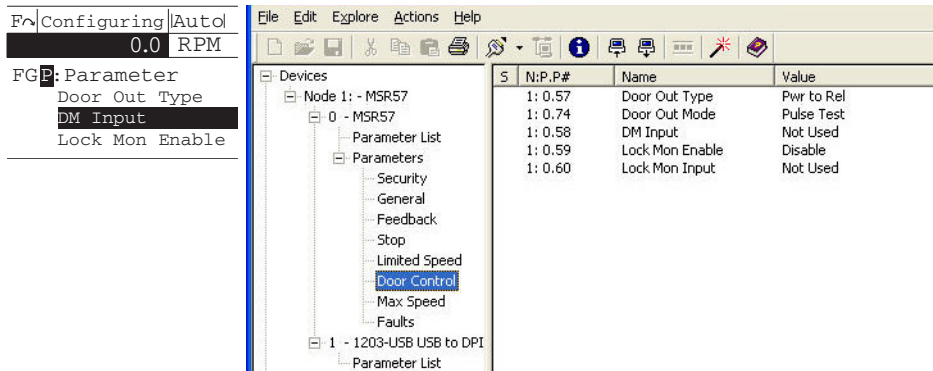 F Configuring Auto
0.0 RPM
FGP: Parameter
Door Out Type
DM Input
Lock Mon Enable
File Edit Explore Actions Help
Devices
Node 1: - MSR57
0 - MSR57
Parameter List
Parameters
Security
General
Feedback
Stop
Limited Speed
Door Control
Max Speed
Faults
1 - 1203-USB USB to DPI
Parameter List
S N:P.P# Name Value
1: 0.57 Door Out Type Pwr to Rel
1: 0.74 Door Out Mode Pulse Test
1: 0.58 DM Input Not Used
1: 0.59 Lock Mon Enable Disable
1: 0.60 Lock Mon Input Not Used